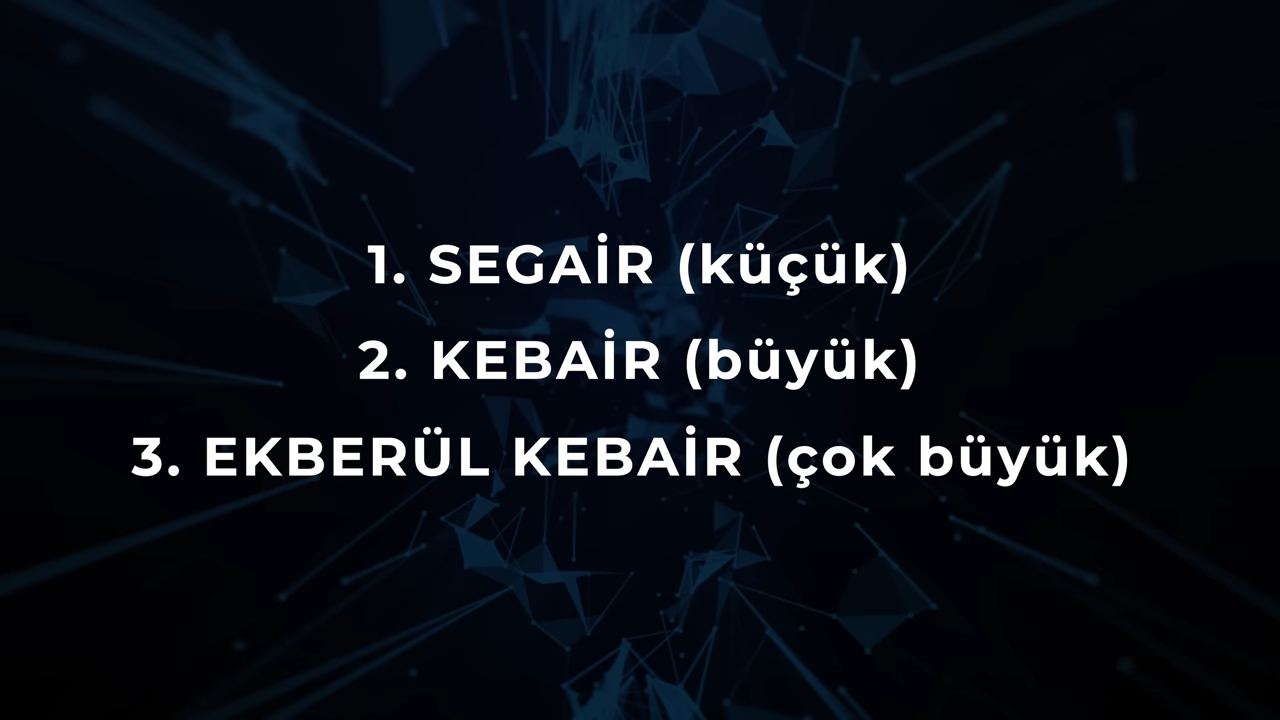 1. SEGAİR (küçük)
2. KEBAİR (büyük)
3. EKBERÜL KEBAİR (çok büyük)